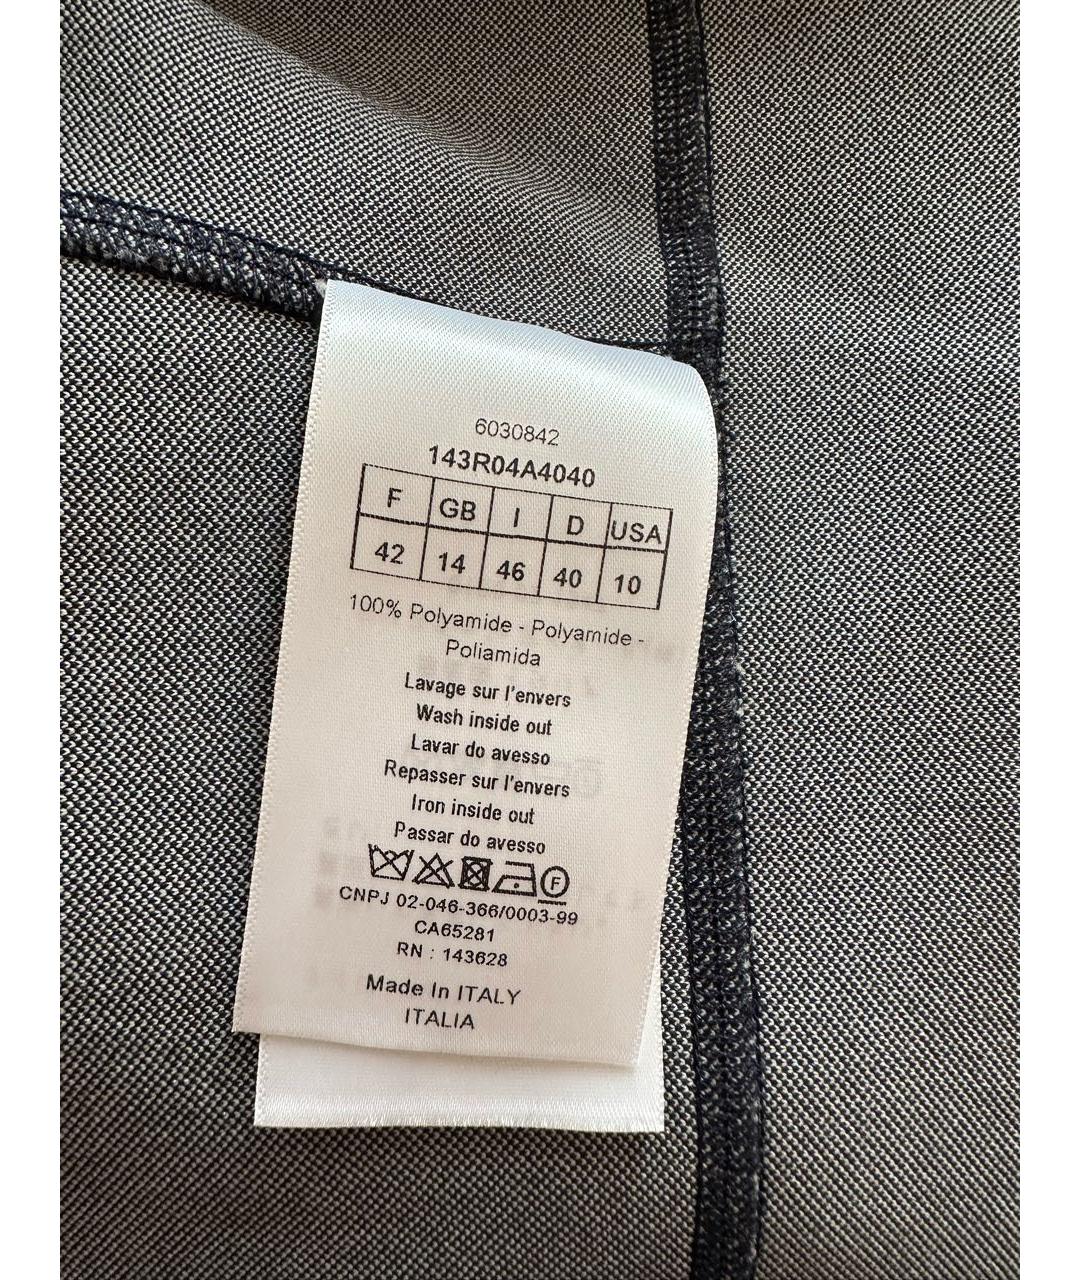 6030842
143R04A4040
F GB I D USA
42 14 46 40 10
100% Polyamide - Polyamide -
Poliamida
Lavage sur l'envers
Wash inside out
Lavar do avesso
Repasser sur l'envers
Iron inside out
Passar do avesso
F
CNPJ 02-046-366/0003-99
CA65281
RN : 143628
Made In ITALY
ITALIA